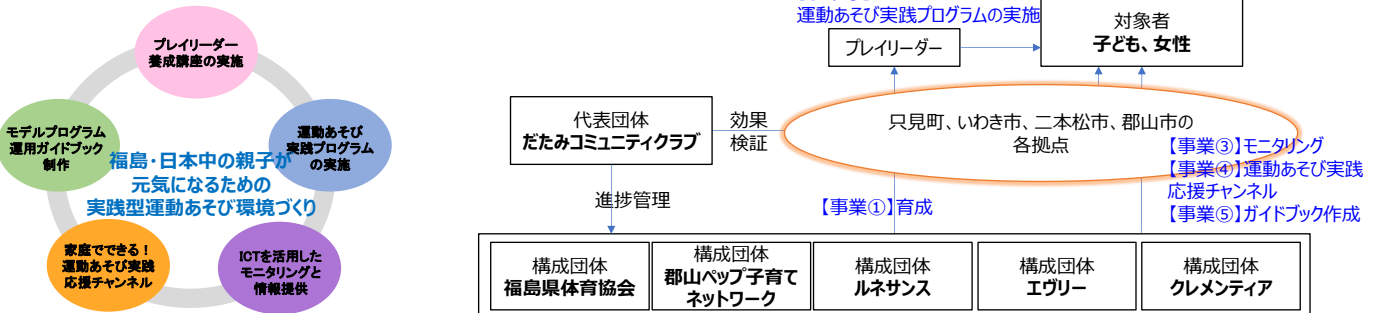 プレイリーダー
養成講座の実施
モデルプログラム
運用ガイドブック
制作
運動あそび
実践プログラム
の実施
福島・日本中の親子が
元気になるための
実践型運動あそび環境づくり
家庭でできる！
運動あそび実践
応援チャンネル
ICTを活用した
モニタリングと
情報提供
運動あそび実践プログラムの実施
プレイリーダー
対象者
子ども、女性
代表団体
だたみコミュニティクラブ
効果
検証
只見町、いわき市、二本松市、郡山市の
各拠点
進捗管理
【事業①】育成
【事業③】モニタリング
【事業④】運動あそび実践
応援チャンネル
【事業⑤】ガイドブック作成
構成団体
福島県体育協会
構成団体
郡山ペップ子育て
ネットワーク
構成団体
ルネサンス
構成団体
エヴリー
構成団体
クレメンティア